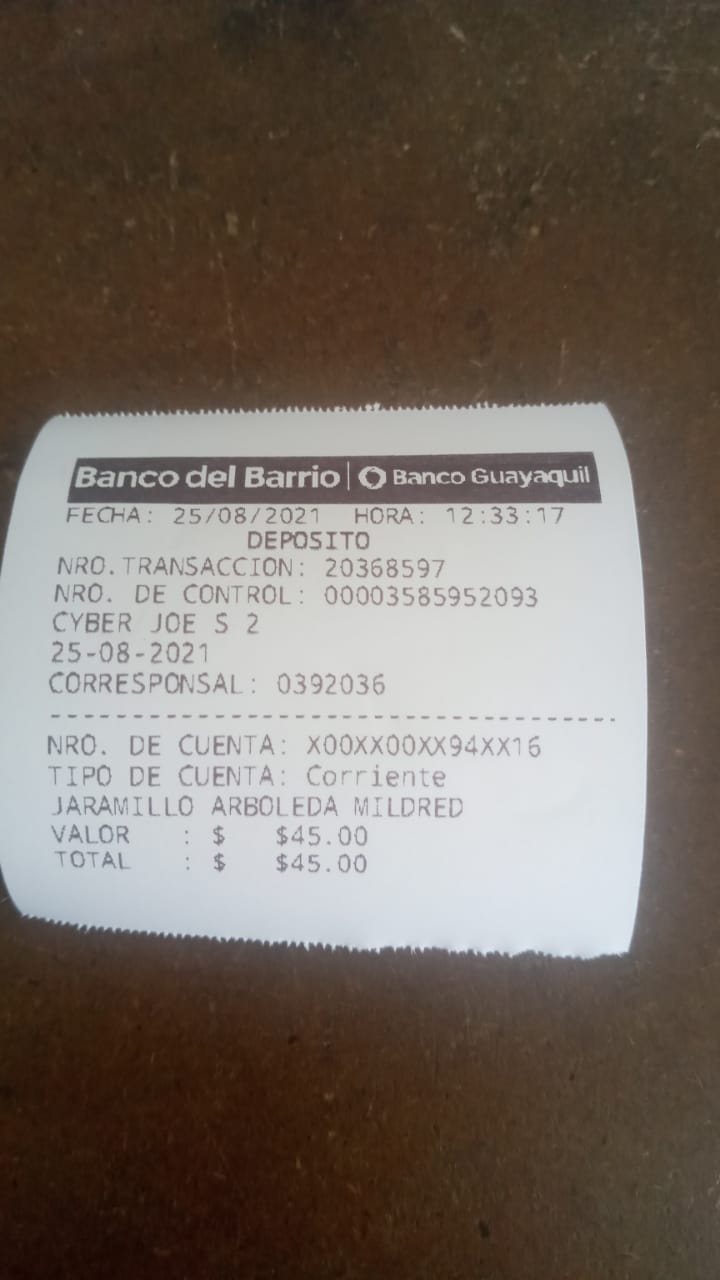 Banco del Barrio | Banco Guayaquil
FECHA: 25/08/2021 HORA: 12:33:17
DEPOSITO
NRO.TRANSACCION: 20368597
NRO. DE CONTROL: 00003585952093
CYBER JOE S 2
25-08-2021
CORRESPONSAL: 0392036
NRO. DE CUENTA: X00XX00XX94XX16
TIPO DE CUENTA: Corriente
JARAMILLO ARBOLEDA MILDRED
VALOR : $ $45.00
TOTAL : $ $45.00